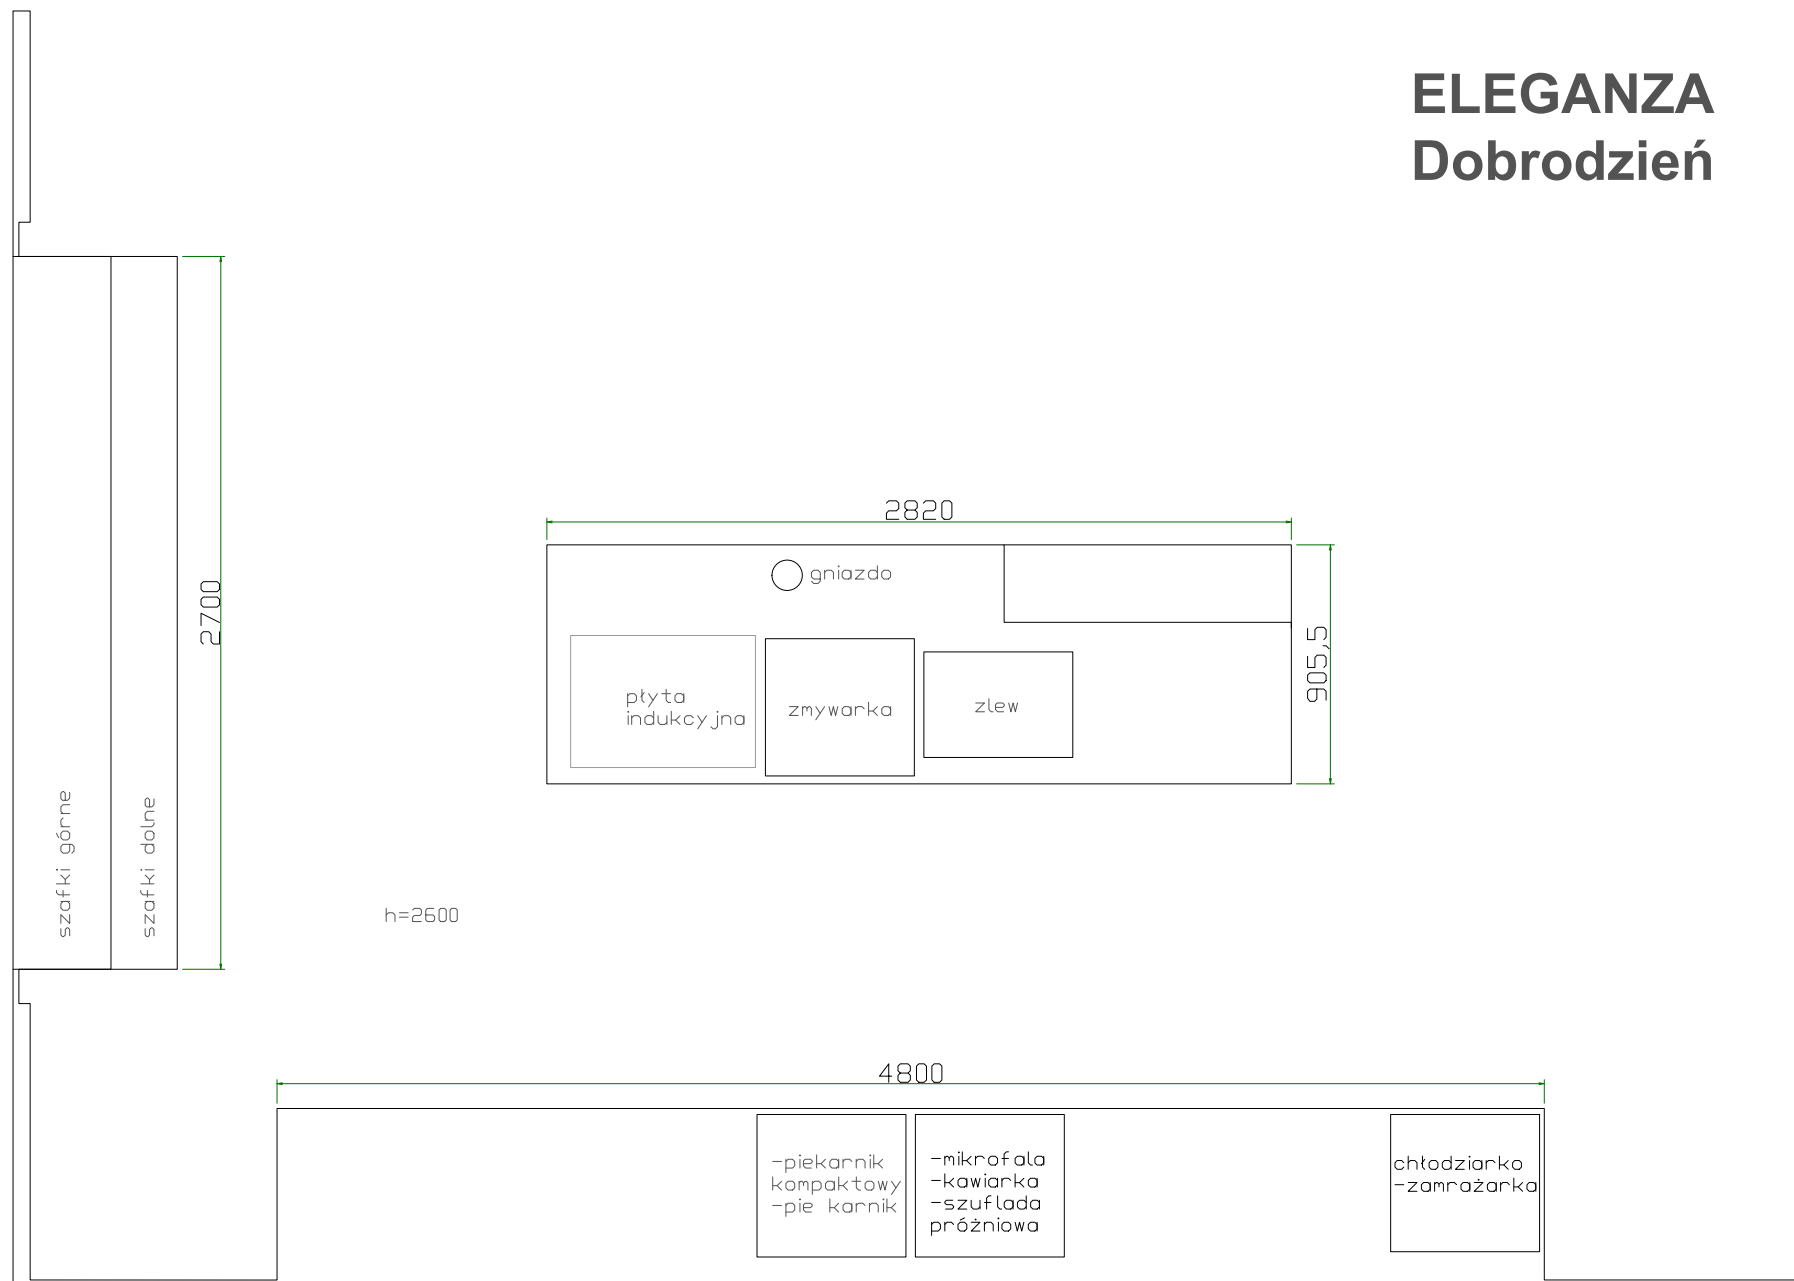 ELEGANZA
Dobrodzień
2820
gniazdo
2700
905,5
płyta
indukcyjna
zmywarka
zlew
szafki górne
szafki dolne
h=2600
4800
-piekarnik
kompaktowy
-pie karnik
-mikrofala
-kawiarka
-szuflada
próżniowa
chłodziarko
-zamrażarka